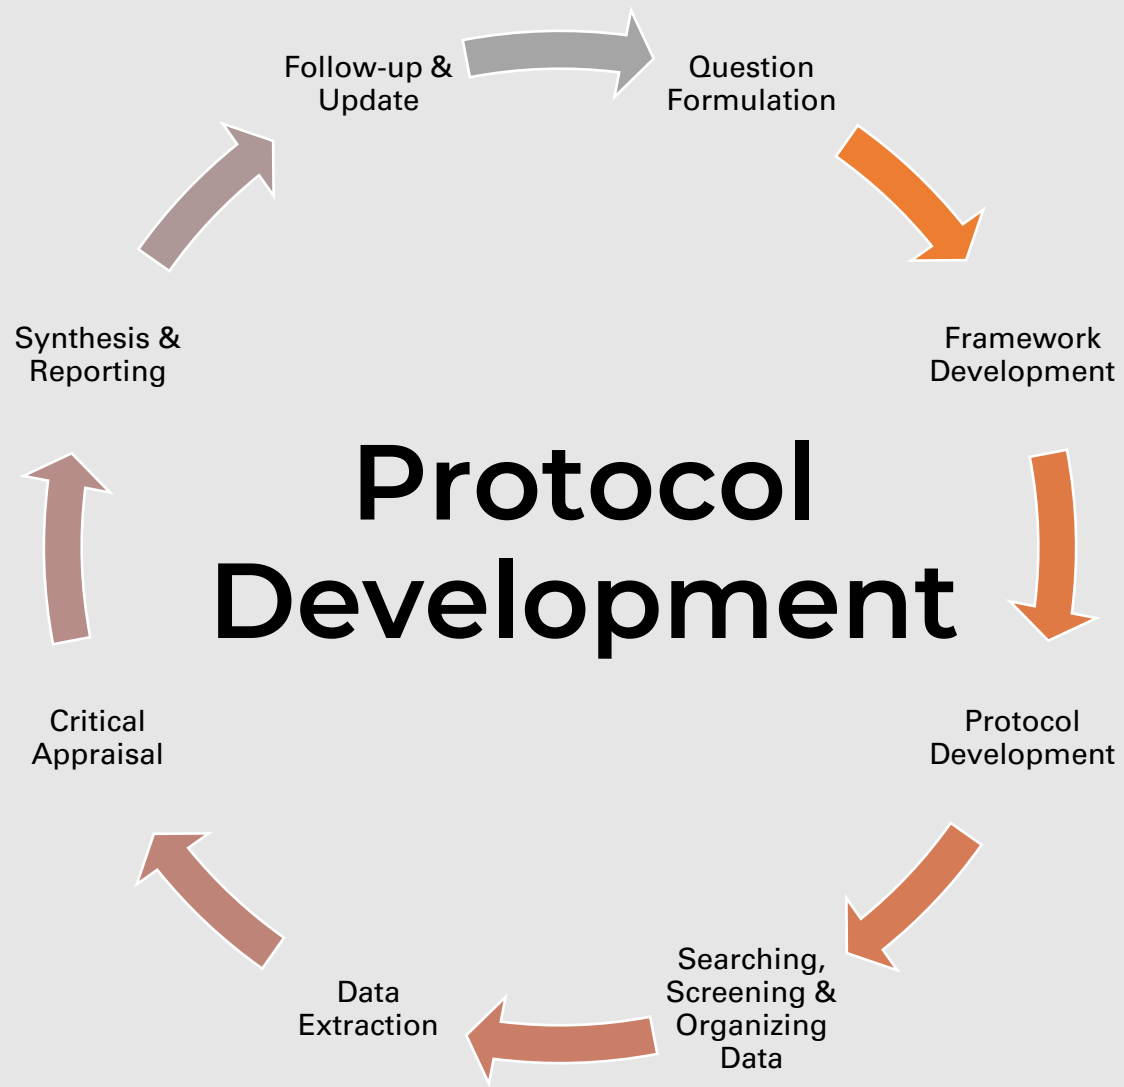 Follow-up &
Update
Question
Formulation
Framework
Development
Protocol
Development
Searching,
Screening &
Organizing
Data
Data
Extraction
Critical
Appraisal
Synthesis &
Reporting
Protocol
Development